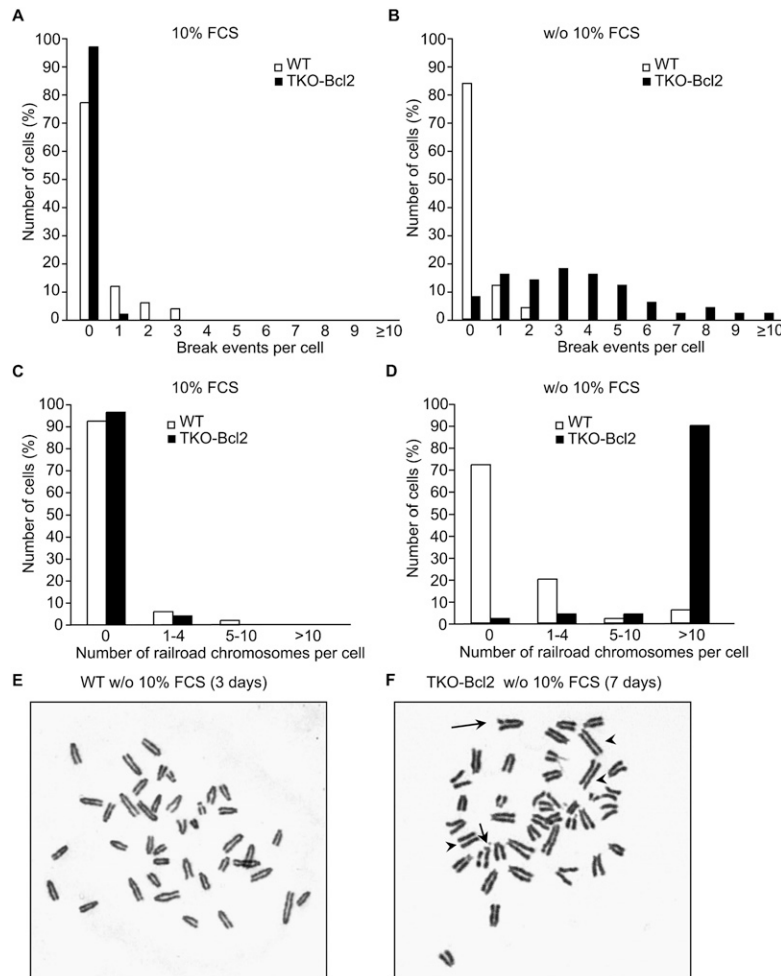 A
10% FCS
WT
TKO-Bcl2
Number of cells (%)
100
90
80
70
60
50
40
30
20
10
0
0 1 2 3 4 5 6 7 8 9 ≥10
Break events per cell
B
w/o 10% FCS
WT
TKO-Bcl2
Number of cells (%)
100
90
80
70
60
50
40
30
20
10
0
0 1 2 3 4 5 6 7 8 9 ≥10
Break events per cell
C
10% FCS
WT
TKO-Bcl2
Number of cells (%)
100
90
80
70
60
50
40
30
20
10
0
0 1-4 5-10 >10
Number of railroad chromosomes per cell
D
w/o 10% FCS
WT
TKO-Bcl2
Number of cells (%)
100
90
80
70
60
50
40
30
20
10
0
0 1-4 5-10 >10
Number of railroad chromosomes per cell
E
WT w/o 10% FCS (3 days)
F
TKO-Bcl2 w/o 10% FCS (7 days)